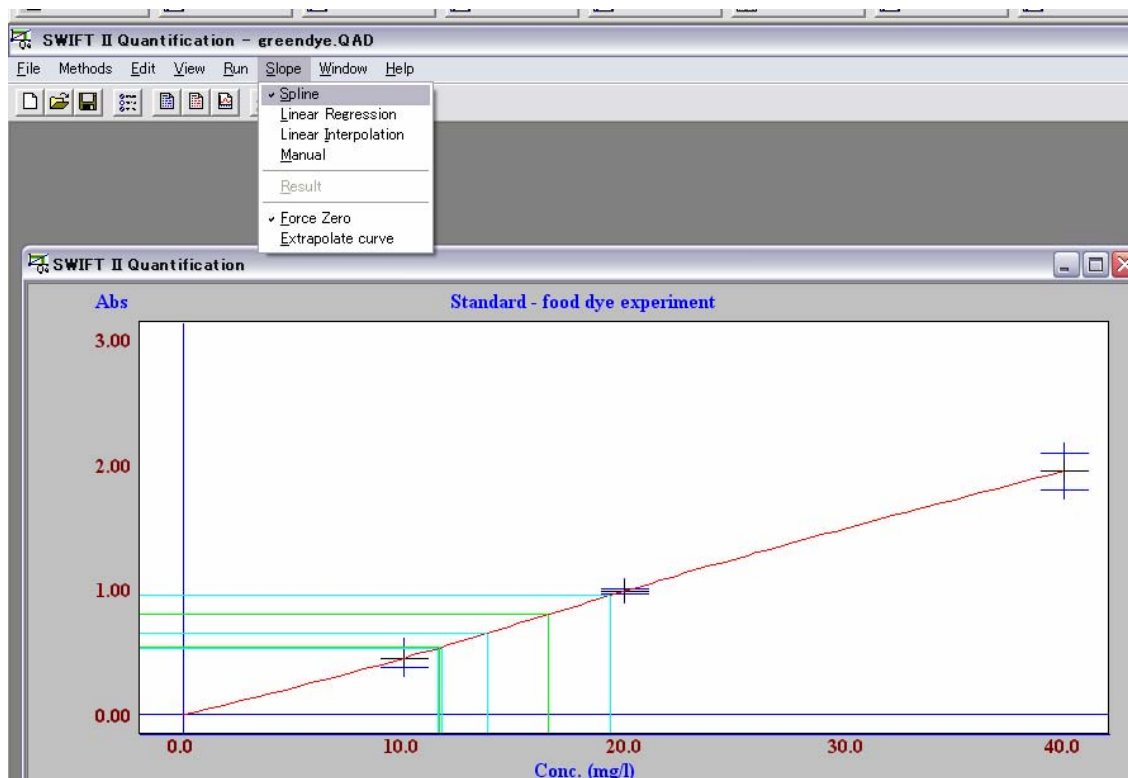 SWIFT II Quantification - greendye.QAD
File Methods Edit View Run Slope Window Help
Spline
Linear Regression
Linear Interpolation
Manual
Result
Force Zero
Extrapolate curve
SWIFT II Quantification
Abs Standard - food dye experiment
3.00
2.00
1.00
0.00
0.0 10.0 20.0 30.0 40.0
Conc. (mg/l)